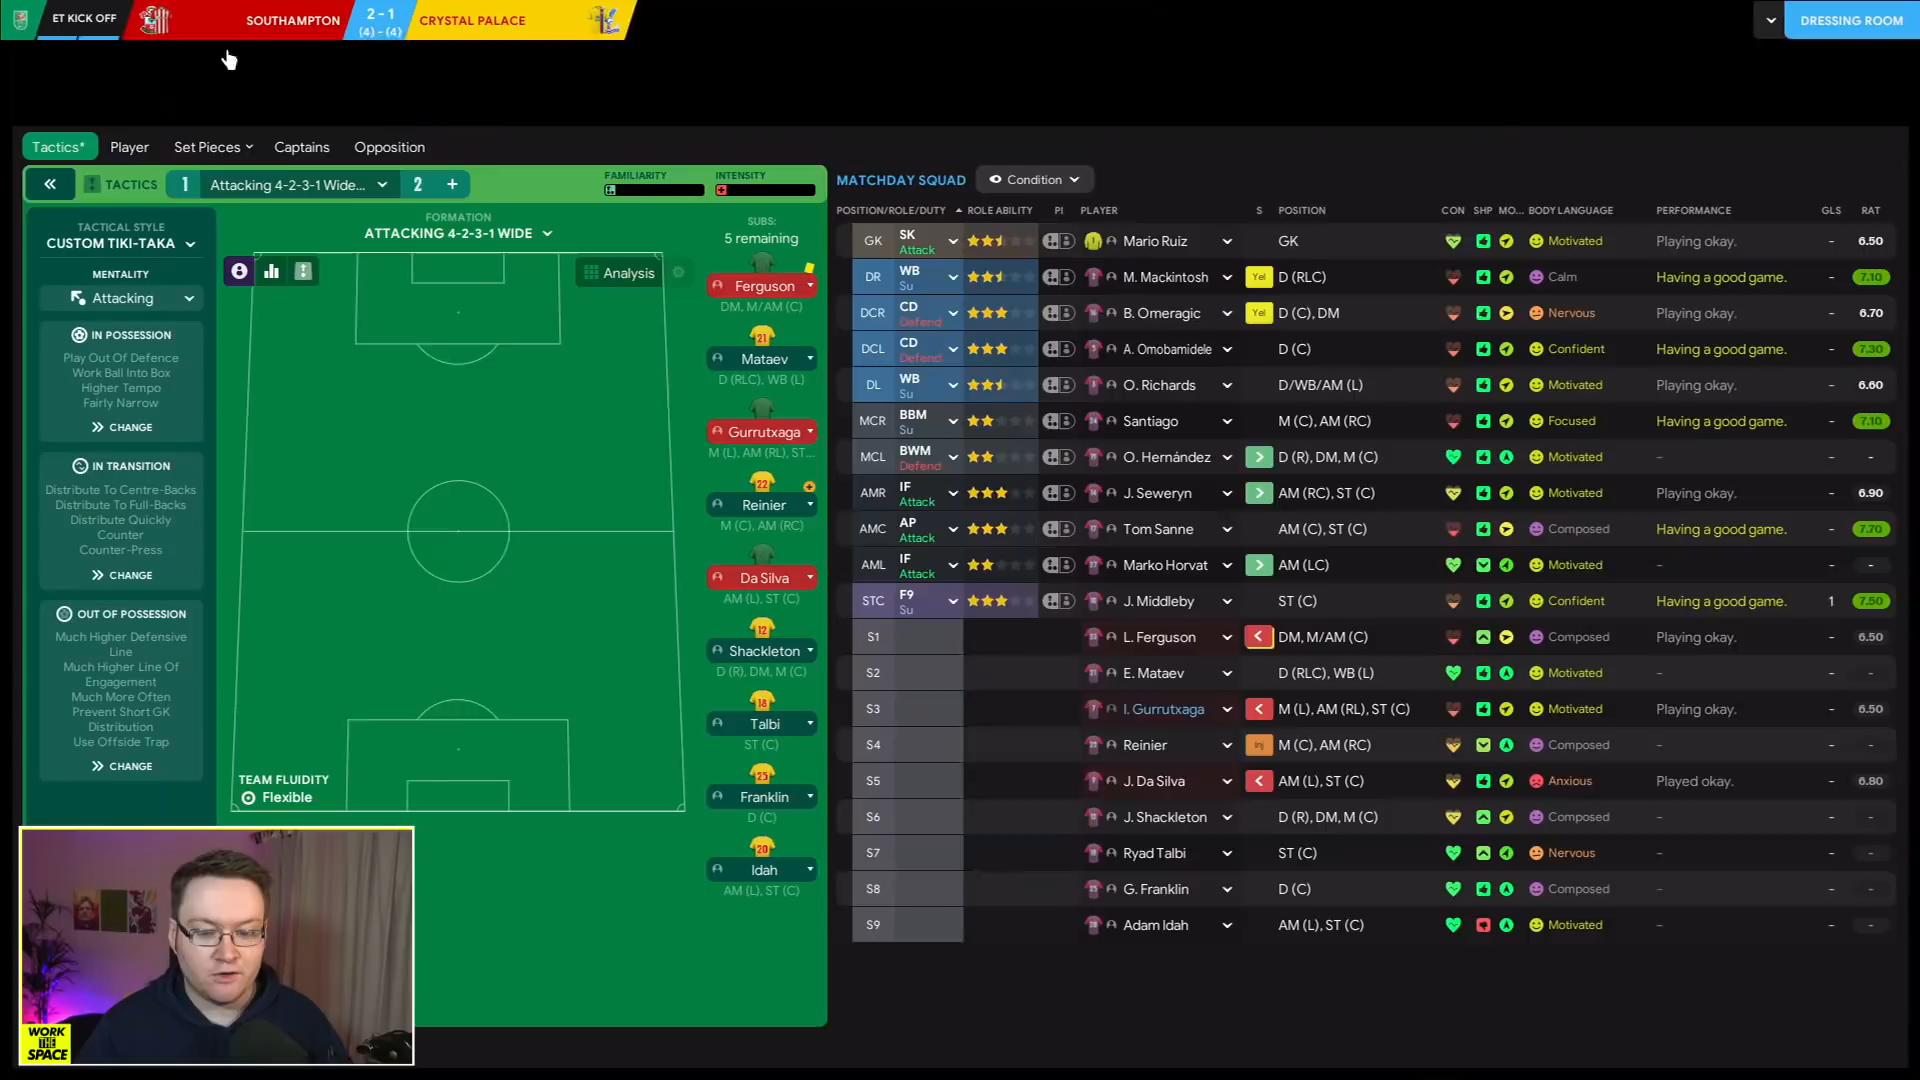 ET KICK OFF
SOUTHAMPTON
2 - 1
(4) - (4)
CRYSTAL PALACE
DRESSING ROOM
Tactics*
Player
Set Pieces
Captains
Opposition
TACTICS
1
Attacking 4-2-3-1 Wide...
2
+
FAMILIARITY
INTENSITY
TACTICAL STYLE
CUSTOM TIKI-TAKA
MENTALITY
Attacking
IN POSSESSION
Play Out Of Defence
Work Ball Into Box
Higher Tempo
Fairly Narrow
CHANGE
IN TRANSITION
Distribute To Centre-Backs
Distribute To Full-Backs
Distribute Quickly
Counter
Counter-Press
CHANGE
OUT OF POSSESSION
Much Higher Defensive
Line
Much Higher Line Of
Engagement
Much More Often
Prevent Short GK
Distribution
Use Offside Trap
CHANGE
FORMATION
ATTACKING 4-2-3-1 WIDE
Analysis
TEAM FLUIDITY
Flexible
SUBS:
5 remaining
Ferguson
DM, M/AM (C)
21
Mataev
D (RLC), WB (L)
Gurrutxaga
M (L), AM (RL), ST...
22
Reinier
M (C), AM (RC)
Da Silva
AM (L), ST (C)
12
Shackleton
D (R), DM, M (C)
18
Talbi
ST (C)
25
Franklin
D (C)
20
Idah
AM (L), ST (C)
MATCHDAY SQUAD
Condition
POSITION/ROLE/DUTY ROLE ABILITY PI PLAYER S POSITION CON SHP MO... BODY LANGUAGE PERFORMANCE GLS RAT
GK SK Attack Mario Ruiz GK Motivated Playing okay. - 6.50
DR WB Su M. Mackintosh Yel D (RLC) Calm Having a good game. - 7.10
DCR CD Defend B. Omeragic Yel D (C), DM Nervous Playing okay. - 6.70
DCL CD Defend A. Omobamidele D (C) Confident Having a good game. - 7.30
DL WB Su O. Richards D/WB/AM (L) Motivated Playing okay. - 6.60
MCR BBM Su Santiago M (C), AM (RC) Focused Having a good game. - 7.10
MCL BWM Defend O. Hernández D (R), DM, M (C) Motivated - - -
AMR IF Attack J. Seweryn AM (RC), ST (C) Motivated Playing okay. - 6.90
AMC AP Attack Tom Sanne AM (C), ST (C) Composed Having a good game. - 7.70
AML IF Attack Marko Horvat AM (LC) Motivated - - -
STC F9 Su J. Middleby ST (C) Confident Having a good game. 1 7.50
S1 L. Ferguson DM, M/AM (C) Composed Playing okay. - 6.50
S2 E. Mataev D (RLC), WB (L) Motivated - - -
S3 I. Gurrutxaga M (L), AM (RL), ST (C) Motivated Playing okay. - 6.50
S4 Reinier Inj M (C), AM (RC) Composed - - -
S5 J. Da Silva AM (L), ST (C) Anxious Played okay. - 6.80
S6 J. Shackleton D (R), DM, M (C) Composed - - -
S7 Ryad Talbi ST (C) Nervous - - -
S8 G. Franklin D (C) Composed - - -
S9 Adam Idah AM (L), ST (C) Motivated - - -
WORK
THE
SPACE